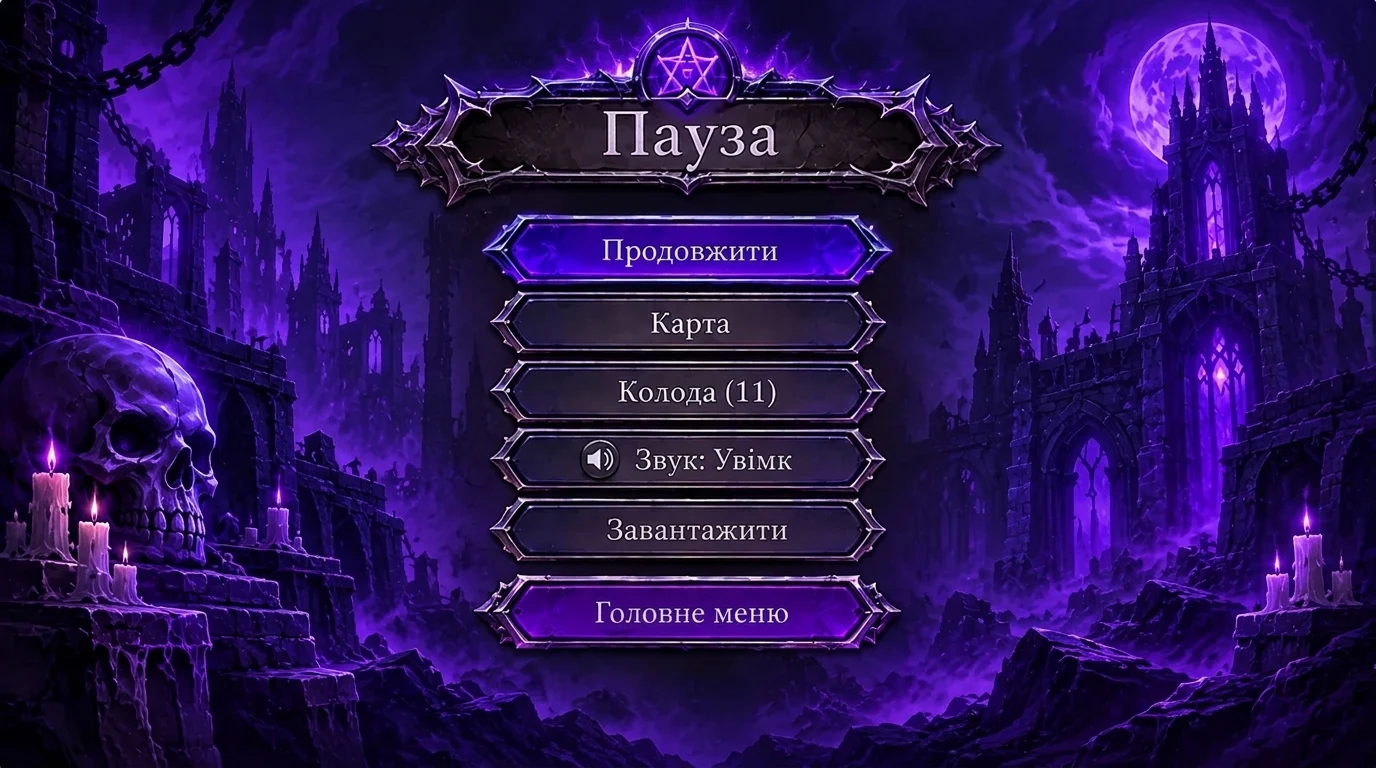 Пауза
Продовжити
Карта
Колода (11)
Звук: Увімк
Завантажити
Головне меню